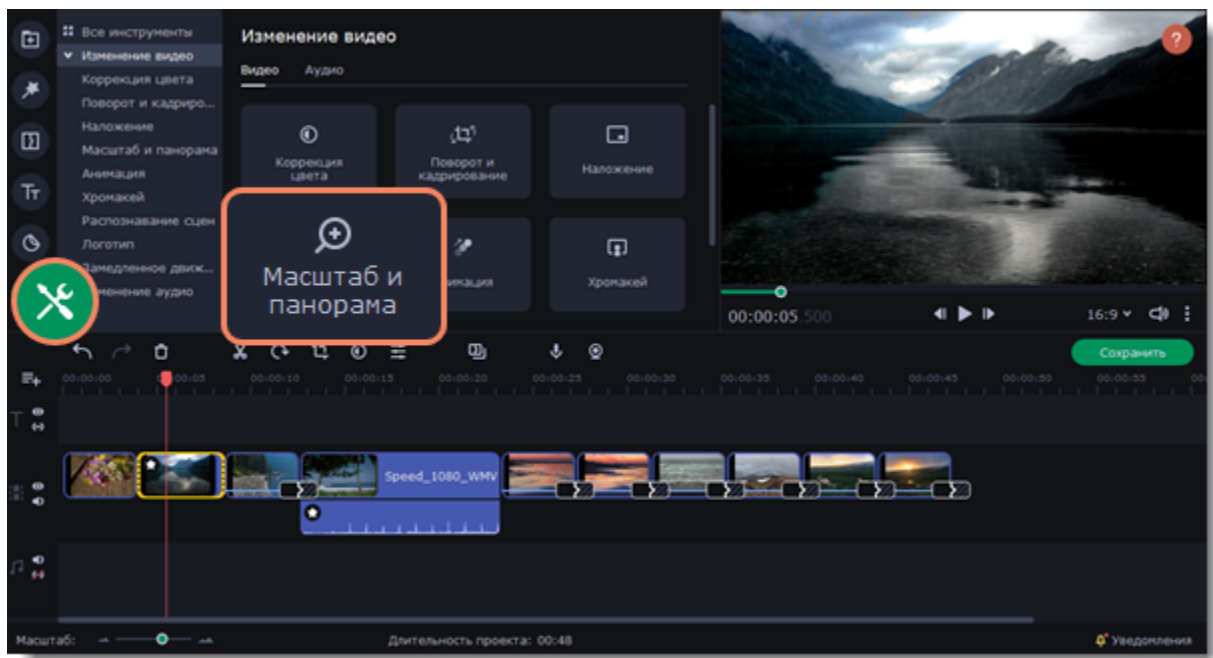 Все инструменты
Изменение видео
Коррекция цвета
Поворот и кадриро...
Наложение
Масштаб и панорама
Анимация
Хромакей
Распознавание сцен
Логотип
Замедленное движ...
менение аудио
Изменение видео
Видео Аудио
Коррекция
цвета
Поворот и
кадрирование
Наложение
Масштаб и
панорама
имация
Хромакей
?
00:00:05.500
16:9
Сохранить
00:00:00 00:05 00:00:10 00:00:15 00:00:20 00:00:25 00:00:30 00:00:35 00:00:40 00:00:45 00:00:50 00:00:55 00:
Speed_1080_WMV
Масштаб:
Длительность проекта: 00:48
Уведомления